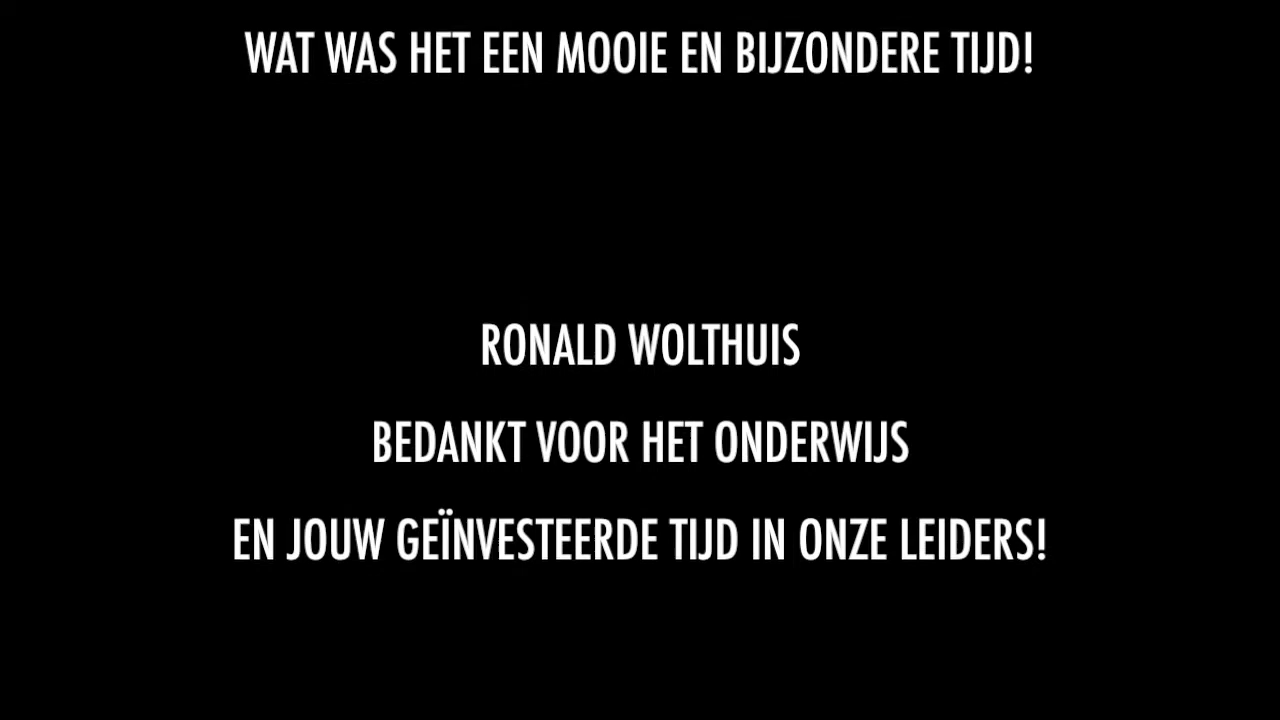 WAT WAS HET EEN MOOIE EN BIJZONDERE TIJD!
RONALD WOLTHUIS
BEDANKT VOOR HET ONDERWIJS
EN JOUW GEÏNVESTEERDE TIJD IN ONZE LEIDERS!